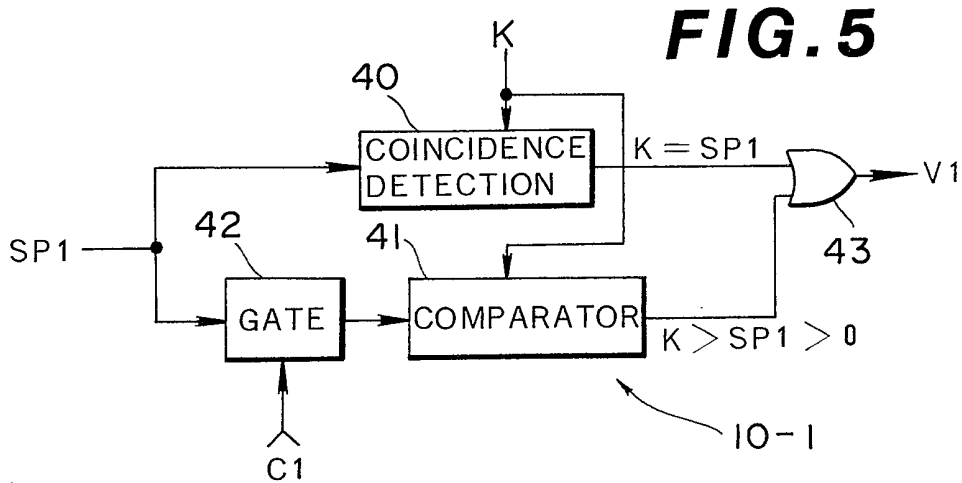 FIG. 5
K
40
COINCIDENCE
DETECTION
K = SP1
V1
43
SP1
42
41
GATE
COMPARATOR
K > SP1 > 0
10-1
C1